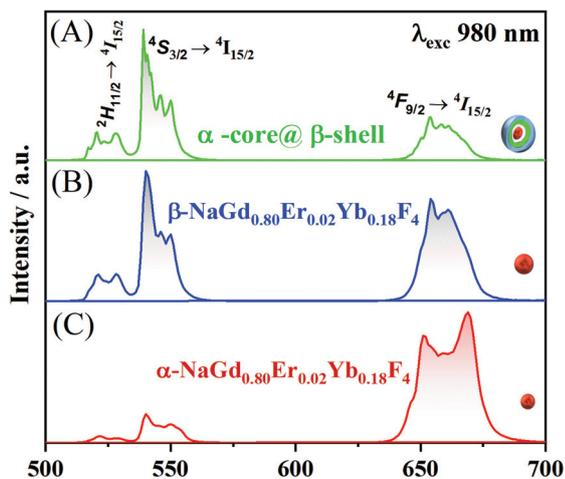 (A)
λexc 980 nm
²H11/2 → ⁴I15/2
⁴S3/2 → ⁴I15/2
⁴F9/2 → ⁴I15/2
α -core@ β-shell
(B)
β-NaGd0.80Er0.02Yb0.18F4
(C)
α-NaGd0.80Er0.02Yb0.18F4
Intensity / a.u.
500 550 600 650 700